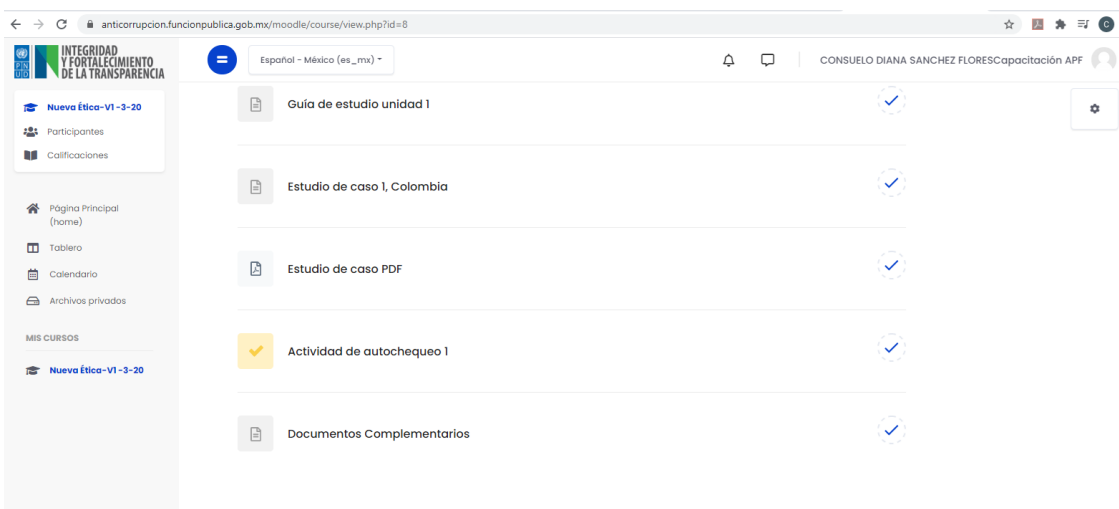 anticorrupcion.funcionpublica.gob.mx/moodle/course/view.php?id=8
C
PNUD
INTEGRIDAD
Y FORTALECIMIENTO
DE LA TRANSPARENCIA
Español - México (es_mx)
CONSUELO DIANA SANCHEZ FLORESCapacitación APF
Nueva Ética-V1 -3-20
Participantes
Calificaciones
Página Principal
(home)
Tablero
Calendario
Archivos privados
MIS CURSOS
Nueva Ética-V1 -3-20
Guía de estudio unidad 1
Estudio de caso 1, Colombia
Estudio de caso PDF
Actividad de autochequeo 1
Documentos Complementarios